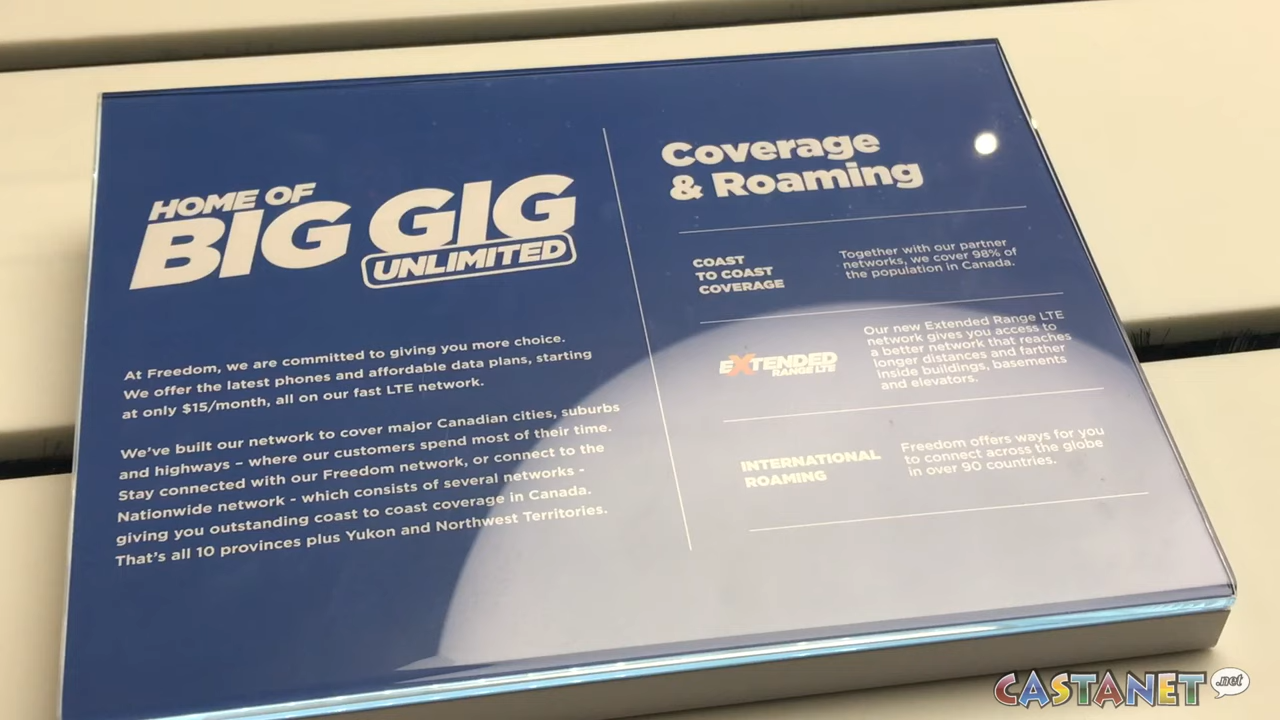 HOME OF
BIG GIG
UNLIMITED
At Freedom, we are committed to giving you more choice.
We offer the latest phones and affordable data plans, starting
at only $15/month, all on our fast LTE network.
We've built our network to cover major Canadian cities, suburbs
and highways – where our customers spend most of their time.
Stay connected with our Freedom network, or connect to the
Nationwide network - which consists of several networks -
giving you outstanding coast to coast coverage in Canada.
That's all 10 provinces plus Yukon and Northwest Territories.
Coverage
& Roaming
COAST
TO COAST
COVERAGE
Together with our partner
networks, we cover 98% of
the population in Canada.
EXTENDED
RANGE LTE
Our new Extended Range LTE
network gives you access to
a better network that reaches
longer distances and farther
inside buildings, basements
and elevators.
INTERNATIONAL
ROAMING
Freedom offers ways for you
to connect across the globe
in over 90 countries.
CASTANET .net